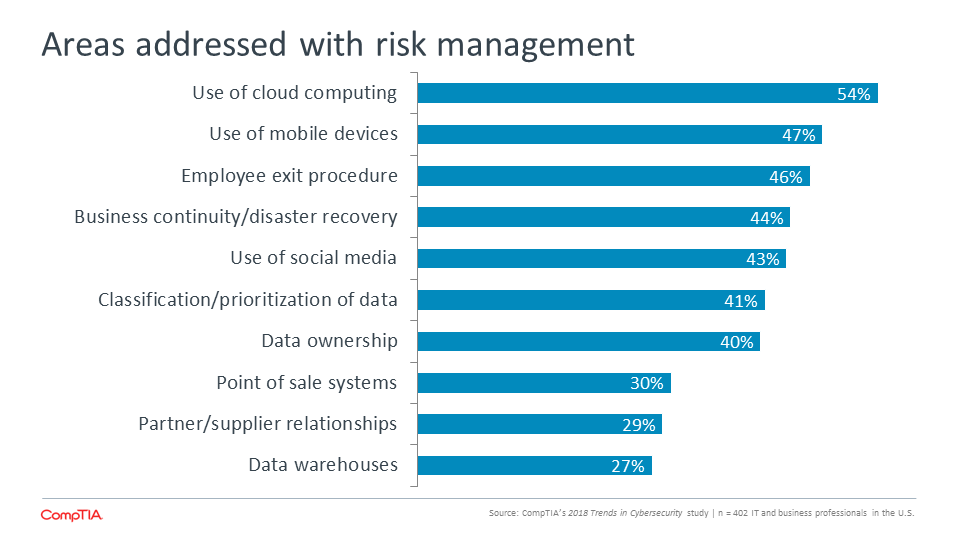 Areas addressed with risk management
Use of cloud computing 54%
Use of mobile devices 47%
Employee exit procedure 46%
Business continuity/disaster recovery 44%
Use of social media 43%
Classification/prioritization of data 41%
Data ownership 40%
Point of sale systems 30%
Partner/supplier relationships 29%
Data warehouses 27%
CompTIA Source: CompTIA's 2018 Trends in Cybersecurity study | n = 402 IT and business professionals in the U.S.